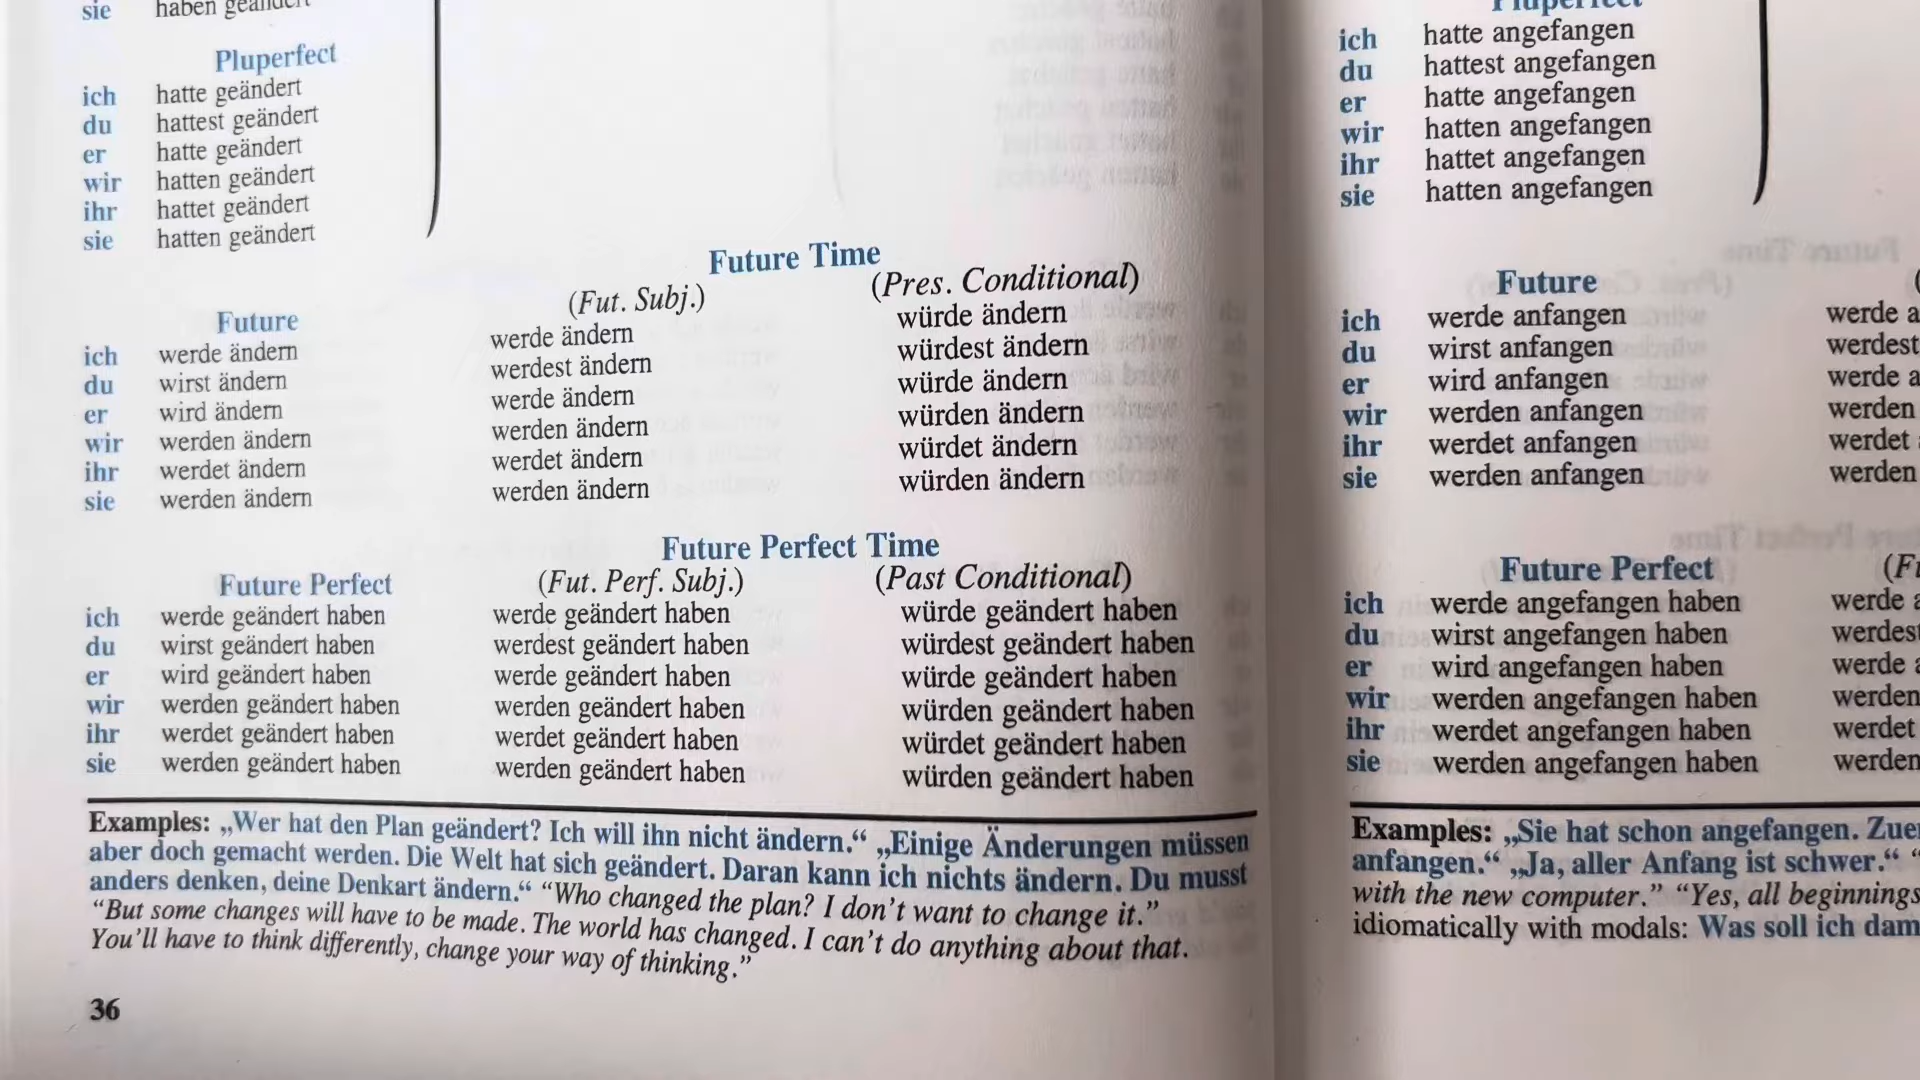 sie haben geändert
Pluperfect
ich hatte geändert
du hattest geändert
er hatte geändert
wir hatten geändert
ihr hattet geändert
sie hatten geändert
Future Time
Future (Fut. Subj.) (Pres. Conditional)
ich werde ändern werde ändern würde ändern
du wirst ändern werdest ändern würdest ändern
er wird ändern werde ändern würde ändern
wir werden ändern werden ändern würden ändern
ihr werdet ändern werdet ändern würdet ändern
sie werden ändern werden ändern würden ändern
Future Perfect Time
Future Perfect (Fut. Perf. Subj.) (Past Conditional)
ich werde geändert haben werde geändert haben würde geändert haben
du wirst geändert haben werdest geändert haben würdest geändert haben
er wird geändert haben werde geändert haben würde geändert haben
wir werden geändert haben werden geändert haben würden geändert haben
ihr werdet geändert haben werdet geändert haben würdet geändert haben
sie werden geändert haben werden geändert haben würden geändert haben
Examples: „Wer hat den Plan geändert? Ich will ihn nicht ändern.“ „Einige Änderungen müssen
aber doch gemacht werden. Die Welt hat sich geändert. Daran kann ich nichts ändern. Du musst
anders denken, deine Denkart ändern.“ “Who changed the plan? I don’t want to change it.”
“But some changes will have to be made. The world has changed. I can’t do anything about that.
You’ll have to think differently, change your way of thinking.”
36
Pluperfect
ich hatte angefangen
du hattest angefangen
er hatte angefangen
wir hatten angefangen
ihr hattet angefangen
sie hatten angefangen
Future
ich werde anfangen werde
du wirst anfangen werdest
er wird anfangen werde
wir werden anfangen werden
ihr werdet anfangen werdet
sie werden anfangen werden
Future Perfect
ich werde angefangen haben werde
du wirst angefangen haben werdest
er wird angefangen haben werde
wir werden angefangen haben werden
ihr werdet angefangen haben werdet
sie werden angefangen haben werden
Examples: „Sie hat schon angefangen.
anfangen.“ „Ja, aller Anfang ist schwer.“
with the new computer.” “Yes, all beginnings
idiomatically with modals: Was soll ich